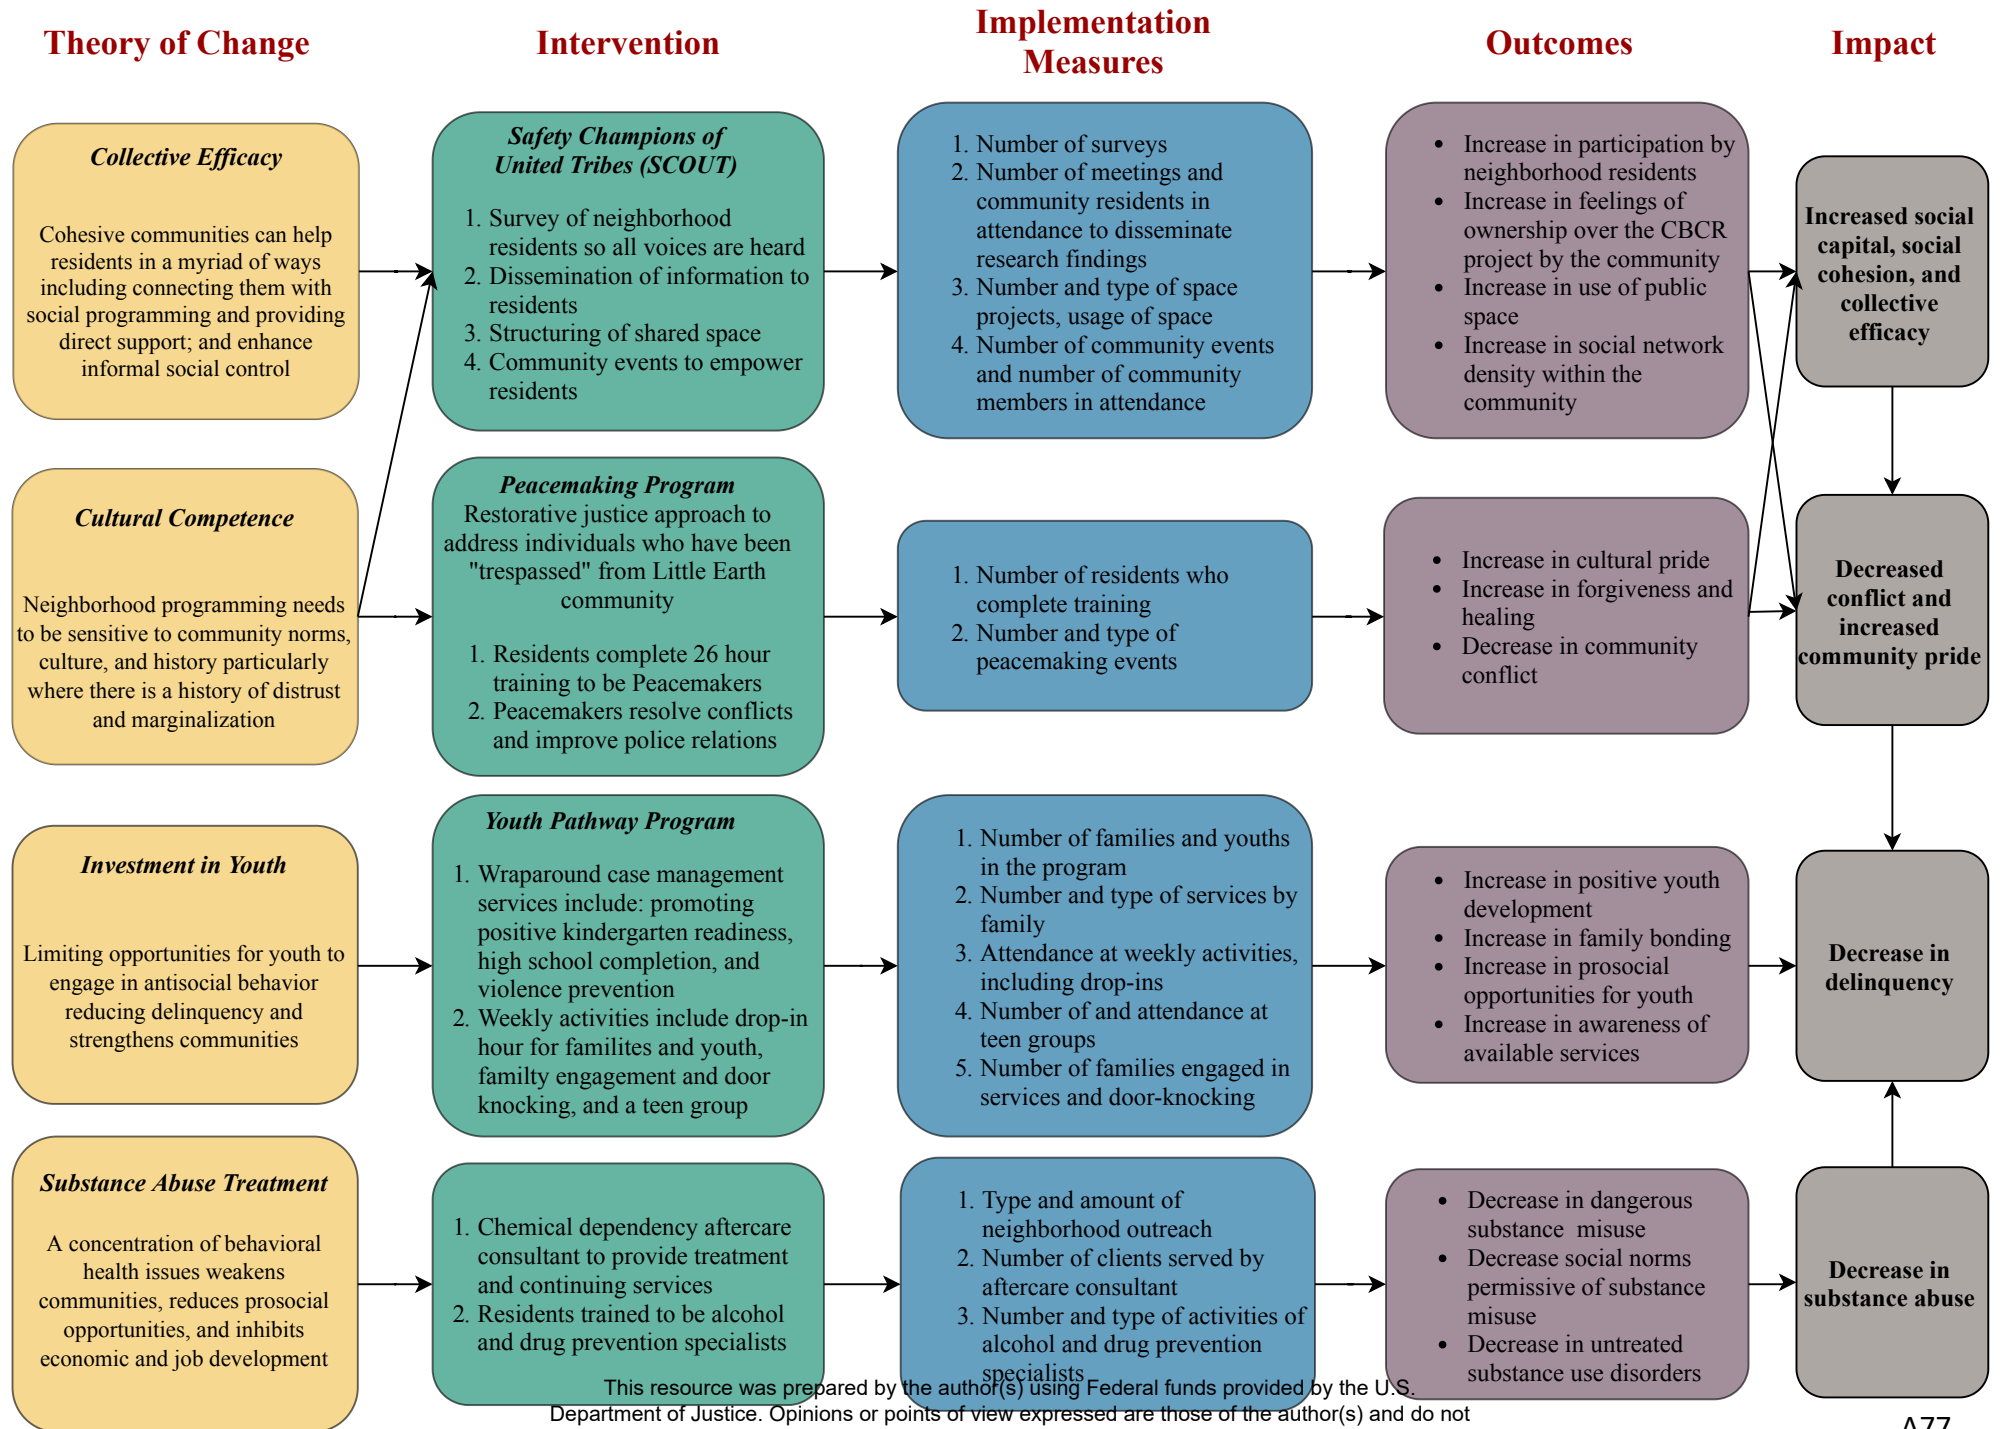 Theory of Change
Intervention
Implementation
Measures
Outcomes
Impact
Collective Efficacy
Cohesive communities can help
residents in a myriad of ways
including connecting them with
social programming and providing
direct support; and enhance
informal social control
Safety Champions of
United Tribes (SCOUT)
1. Survey of neighborhood
residents so all voices are heard
2. Dissemination of information to
residents
3. Structuring of shared space
4. Community events to empower
residents
1. Number of surveys
2. Number of meetings and
community residents in
attendance to disseminate
research findings
3. Number and type of space
projects, usage of space
4. Number of community events
and number of community
members in attendance
• Increase in participation by
neighborhood residents
• Increase in feelings of
ownership over the CBCR
project by the community
• Increase in use of public
space
• Increase in social network
density within the
community
Increased social
capital, social
cohesion, and
collective
efficacy
Cultural Competence
Neighborhood programming needs
to be sensitive to community norms,
culture, and history particularly
where there is a history of distrust
and marginalization
Peacemaking Program
Restorative justice approach to
address individuals who have been
"trespassed" from Little Earth
community
1. Residents complete 26 hour
training to be Peacemakers
2. Peacemakers resolve conflicts
and improve police relations
1. Number of residents who
complete training
2. Number and type of
peacemaking events
• Increase in cultural pride
• Increase in forgiveness and
healing
• Decrease in community
conflict
Decreased
conflict and
increased
community pride
Investment in Youth
Limiting opportunities for youth to
engage in antisocial behavior
reducing delinquency and
strengthens communities
Youth Pathway Program
1. Wraparound case management
services include: promoting
positive kindergarten readiness,
high school completion, and
violence prevention
2. Weekly activities include drop-in
hour for familites and youth,
familty engagement and door
knocking, and a teen group
1. Number of families and youths
in the program
2. Number and type of services by
family
3. Attendance at weekly activities,
including drop-ins
4. Number of and attendance at
teen groups
5. Number of families engaged in
services and door-knocking
• Increase in positive youth
development
• Increase in family bonding
• Increase in prosocial
opportunities for youth
• Increase in awareness of
available services
Decrease in
delinquency
Substance Abuse Treatment
A concentration of behavioral
health issues weakens
communities, reduces prosocial
opportunities, and inhibits
economic and job development
1. Chemical dependency aftercare
consultant to provide treatment
and continuing services
2. Residents trained to be alcohol
and drug prevention specialists
1. Type and amount of
neighborhood outreach
2. Number of clients served by
aftercare consultant
3. Number and type of activities of
alcohol and drug prevention
specialists
• Decrease in dangerous
substance misuse
• Decrease social norms
permissive of substance
misuse
• Decrease in untreated
substance use disorders
Decrease in
substance abuse
This resource was prepared by the author(s) using Federal funds provided by the U.S.
Department of Justice. Opinions or points of view expressed are those of the author(s) and do not
A77